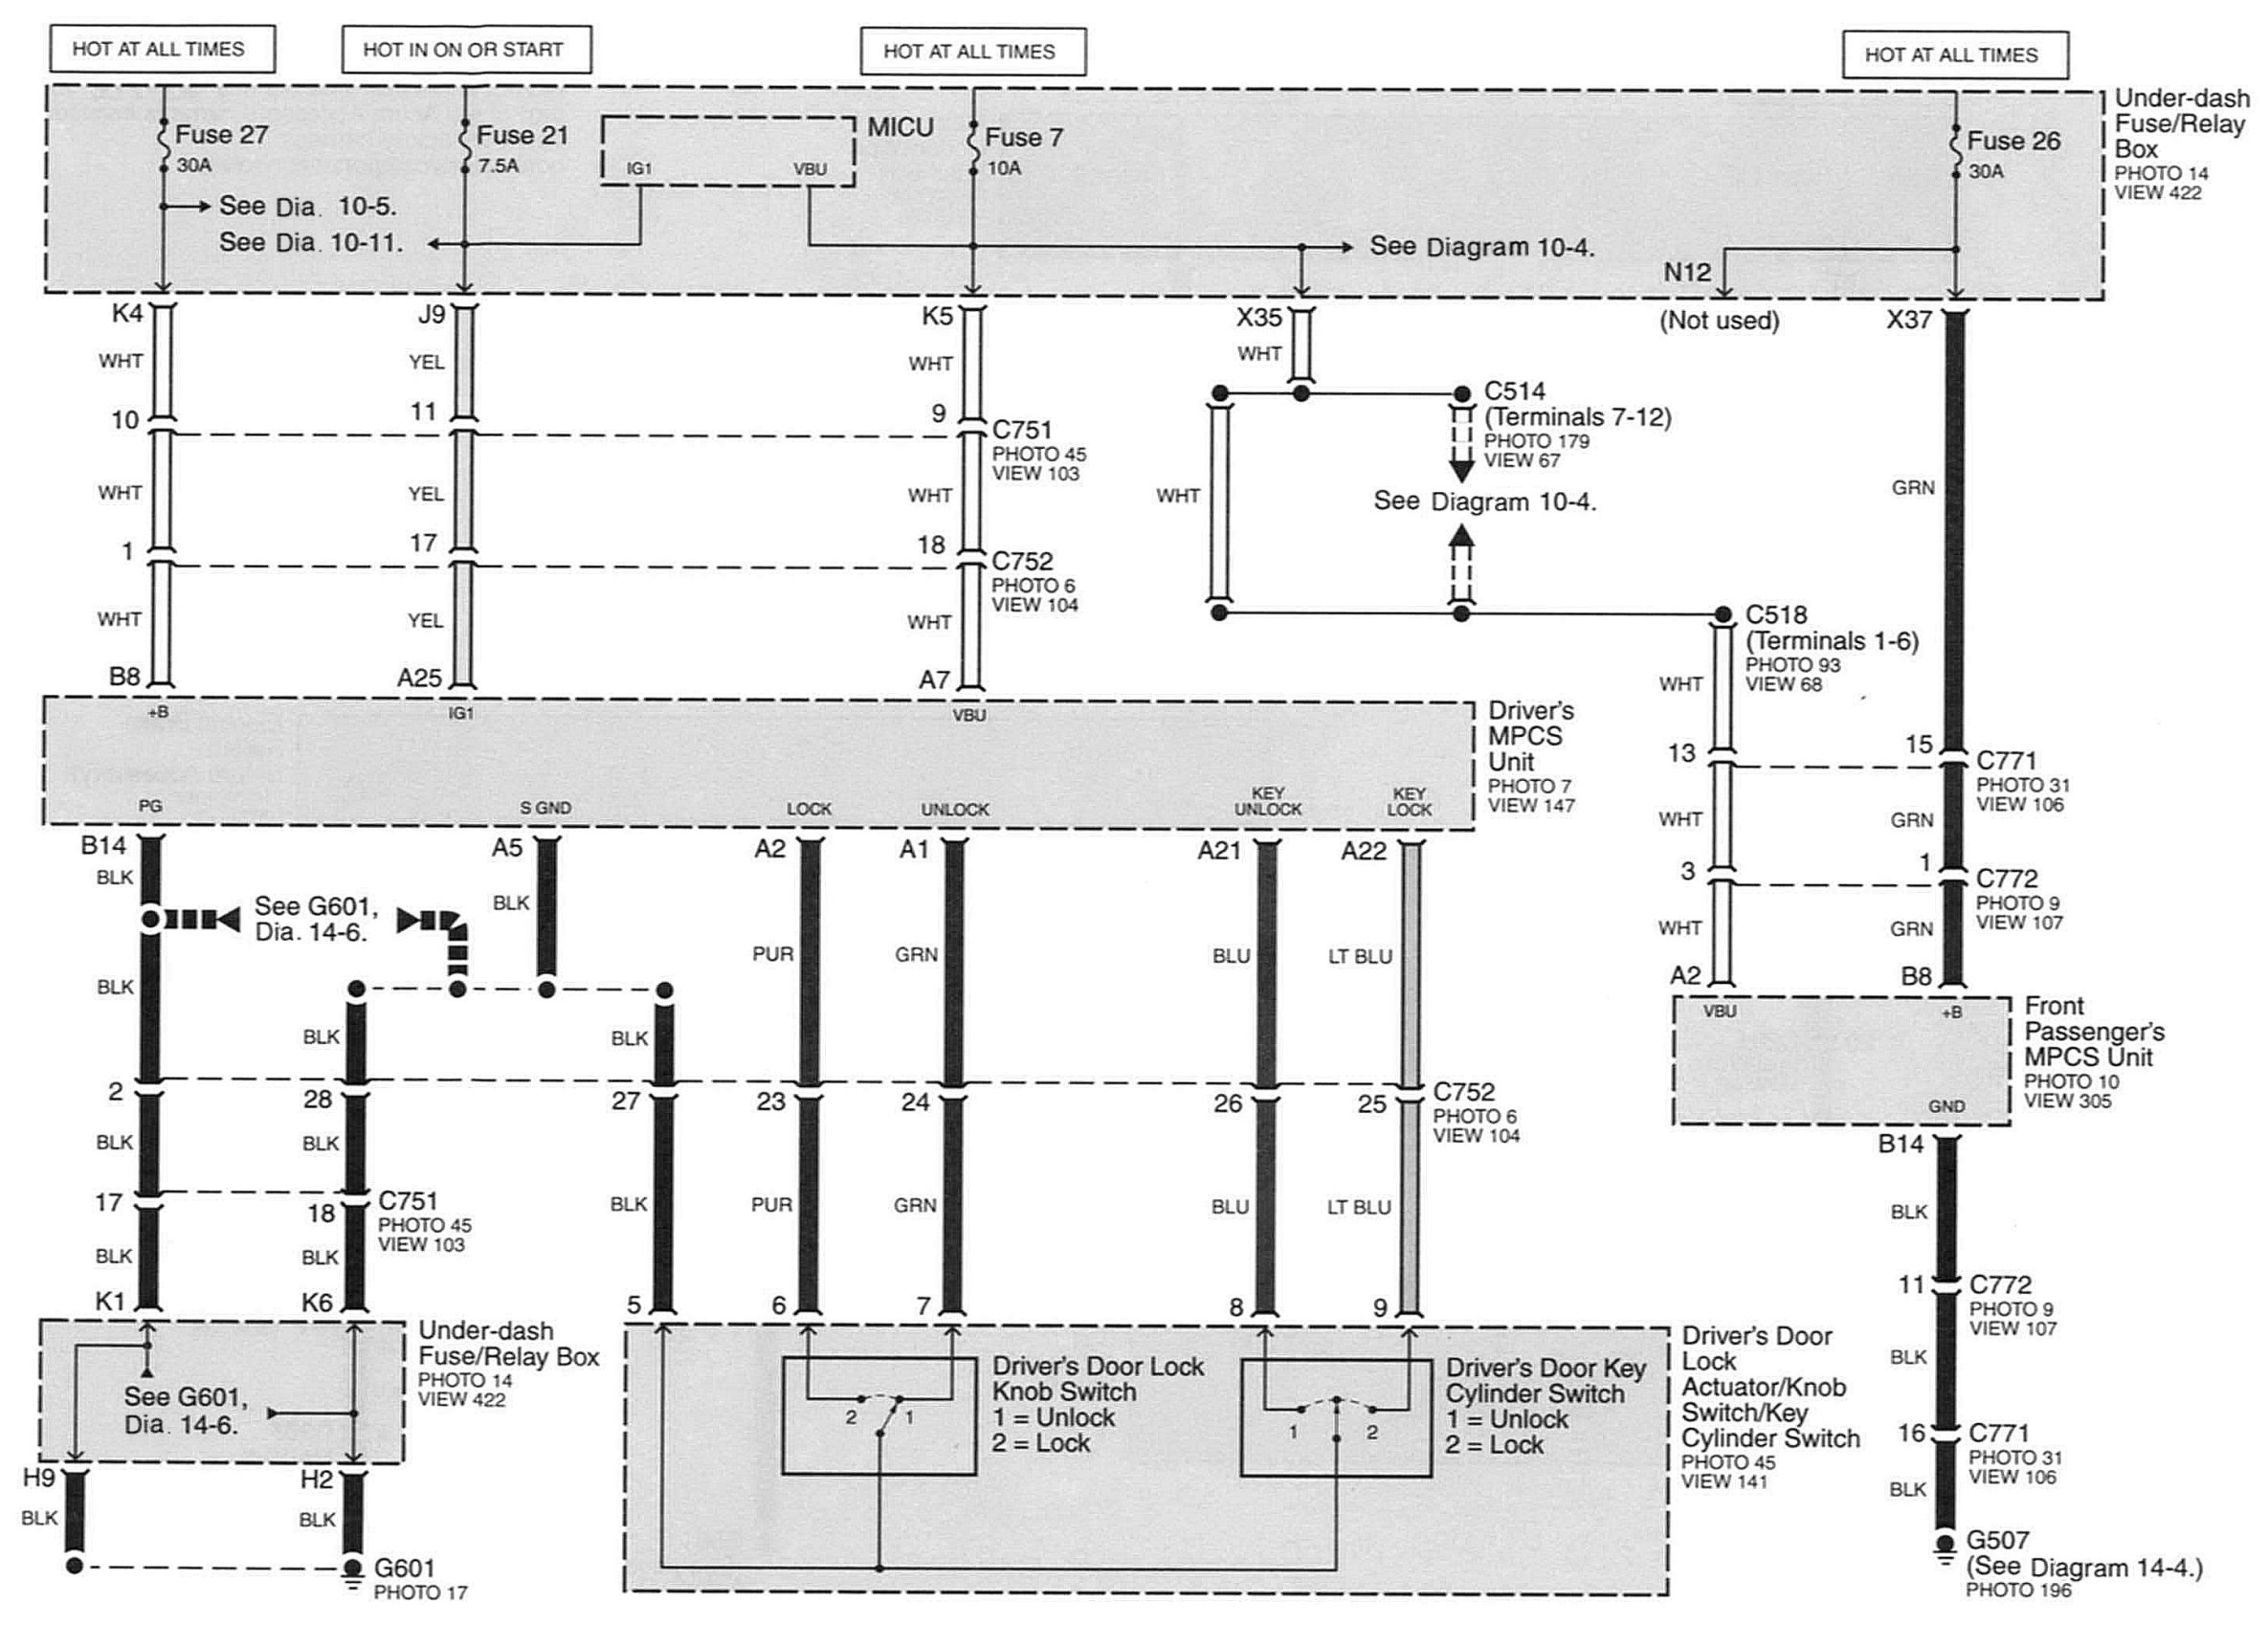 HOT AT ALL TIMES
HOT IN ON OR START
HOT AT ALL TIMES
HOT AT ALL TIMES
Under-dash
Fuse/Relay
Box
PHOTO 14
VIEW 422
Fuse 27
30A
Fuse 21
7.5A
MICU
IG1
VBU
Fuse 7
10A
Fuse 26
30A
See Dia. 10-5.
See Dia. 10-11.
See Diagram 10-4.
N12
(Not used)
K4
J9
K5
X35
X37
WHT
YEL
WHT
WHT
10
11
9
C751
PHOTO 45
VIEW 103
C514
(Terminals 7-12)
PHOTO 179
VIEW 67
See Diagram 10-4.
WHT
GRN
WHT
YEL
WHT
1
17
18
C752
PHOTO 6
VIEW 104
C518
(Terminals 1-6)
PHOTO 93
VIEW 68
WHT
YEL
WHT
WHT
B8
A25
A7
+B
IG1
VBU
Driver's
MPCS
Unit
PHOTO 7
VIEW 147
PG
S GND
LOCK
UNLOCK
KEY
UNLOCK
KEY
LOCK
13
15
C771
PHOTO 31
VIEW 106
WHT
GRN
3
1
C772
PHOTO 9
VIEW 107
WHT
GRN
A2
B8
VBU
+B
GND
Front
Passenger's
MPCS Unit
PHOTO 10
VIEW 305
B14
A5
A2
A1
A21
A22
BLK
BLK
See G601,
Dia. 14-6.
BLK
PUR
GRN
BLU
LT BLU
BLK
BLK
2
28
27
23
24
26
25
C752
PHOTO 6
VIEW 104
BLK
BLK
BLK
PUR
GRN
BLU
LT BLU
17
18
C751
PHOTO 45
VIEW 103
BLK
BLK
K1
K6
5
6
7
8
9
Under-dash
Fuse/Relay Box
PHOTO 14
VIEW 422
See G601,
Dia. 14-6.
H9
H2
BLK
BLK
G601
PHOTO 17
2
1
Driver's Door Lock
Knob Switch
1 = Unlock
2 = Lock
1
2
Driver's Door Key
Cylinder Switch
1 = Unlock
2 = Lock
Driver's Door
Lock
Actuator/Knob
Switch/Key
Cylinder Switch
PHOTO 45
VIEW 141
B14
BLK
11
C772
PHOTO 9
VIEW 107
BLK
16
C771
PHOTO 31
VIEW 106
BLK
G507
(See Diagram 14-4.)
PHOTO 196